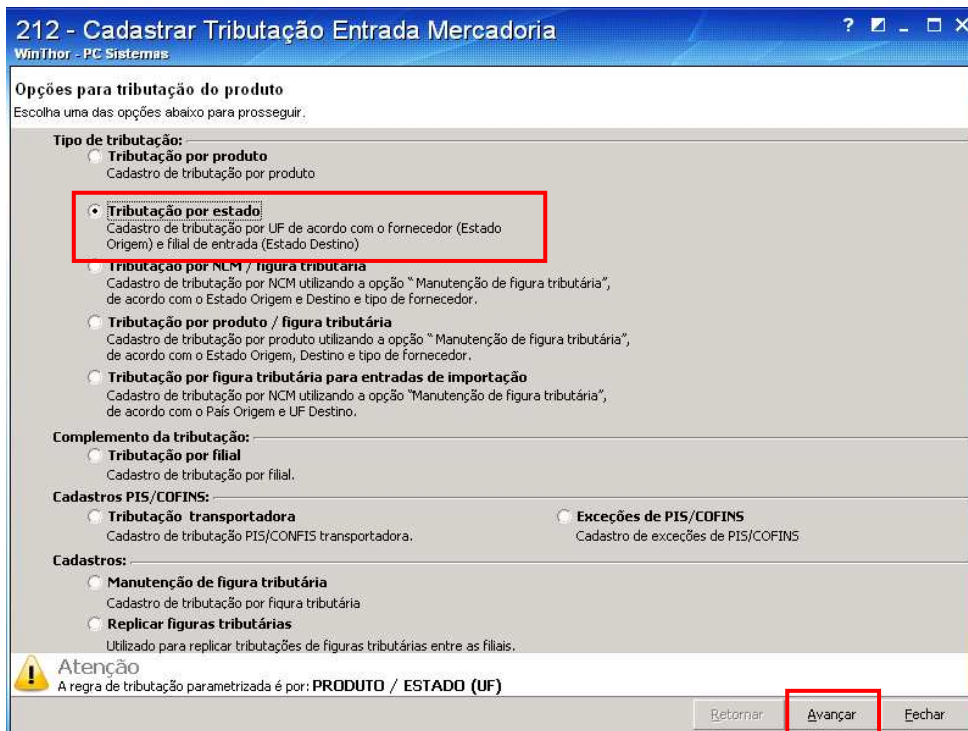 212 - Cadastrar Tributação Entrada Mercadoria
WinThor - PC Sistemas
Opções para tributação do produto
Escolha uma das opções abaixo para prosseguir.
Tipo de tributação:
Tributação por produto
Cadastro de tributação por produto
Tributação por estado
Cadastro de tributação por UF de acordo com o fornecedor (Estado
Origem) e filial de entrada (Estado Destino)
Tributação por NCM / figura tributária
Cadastro de tributação por NCM utilizando a opção " Manutenção de figura tributária",
de acordo com o Estado Origem e Destino e tipo de fornecedor.
Tributação por produto / figura tributária
Cadastro de tributação por produto utilizando a opção " Manutenção de figura tributária",
de acordo com o Estado Origem, Destino e tipo de fornecedor.
Tributação por figura tributária para entradas de importação
Cadastro de tributação por NCM utilizando a opção "Manutenção de figura tributária",
de acordo com o País Origem e UF Destino.
Complemento da tributação:
Tributação por filial
Cadastro de tributação por filial.
Cadastros PIS/COFINS:
Tributação transportadora
Cadastro de tributação PIS/CONFIS transportadora.
Exceções de PIS/COFINS
Cadastro de exceções de PIS/COFINS
Cadastros:
Manutenção de figura tributária
Cadastro de tributação por figura tributária
Replicar figuras tributárias
Utilizado para replicar tributações de figuras tributárias entre as filiais.
Atenção
A regra de tributação parametrizada é por: PRODUTO / ESTADO (UF)
Retornar Avançar Fechar